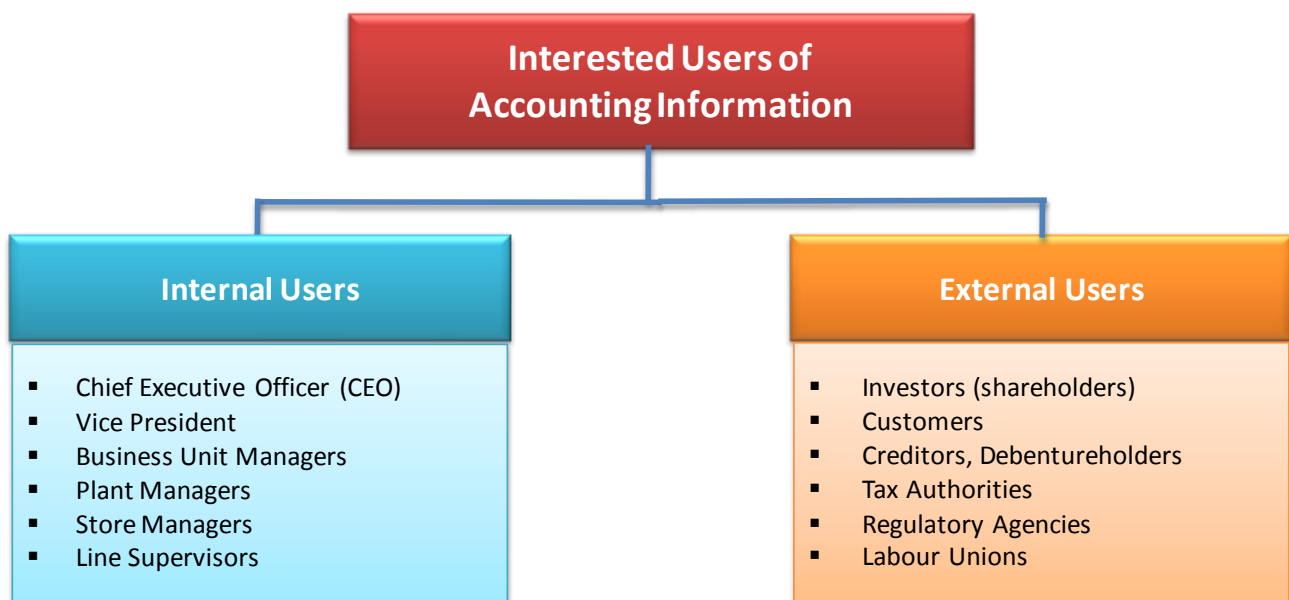 Interested Users of
Accounting Information
Internal Users
▪ Chief Executive Officer (CEO)
▪ Vice President
▪ Business Unit Managers
▪ Plant Managers
▪ Store Managers
▪ Line Supervisors
External Users
▪ Investors (shareholders)
▪ Customers
▪ Creditors, Debentureholders
▪ Tax Authorities
▪ Regulatory Agencies
▪ Labour Unions